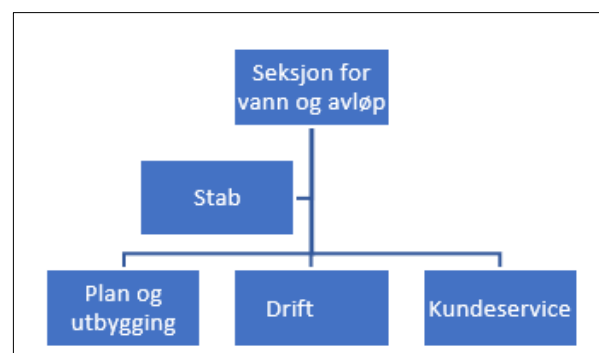 Seksjon for
vann og avløp
Stab
Plan og
utbygging
Drift
Kundeservice